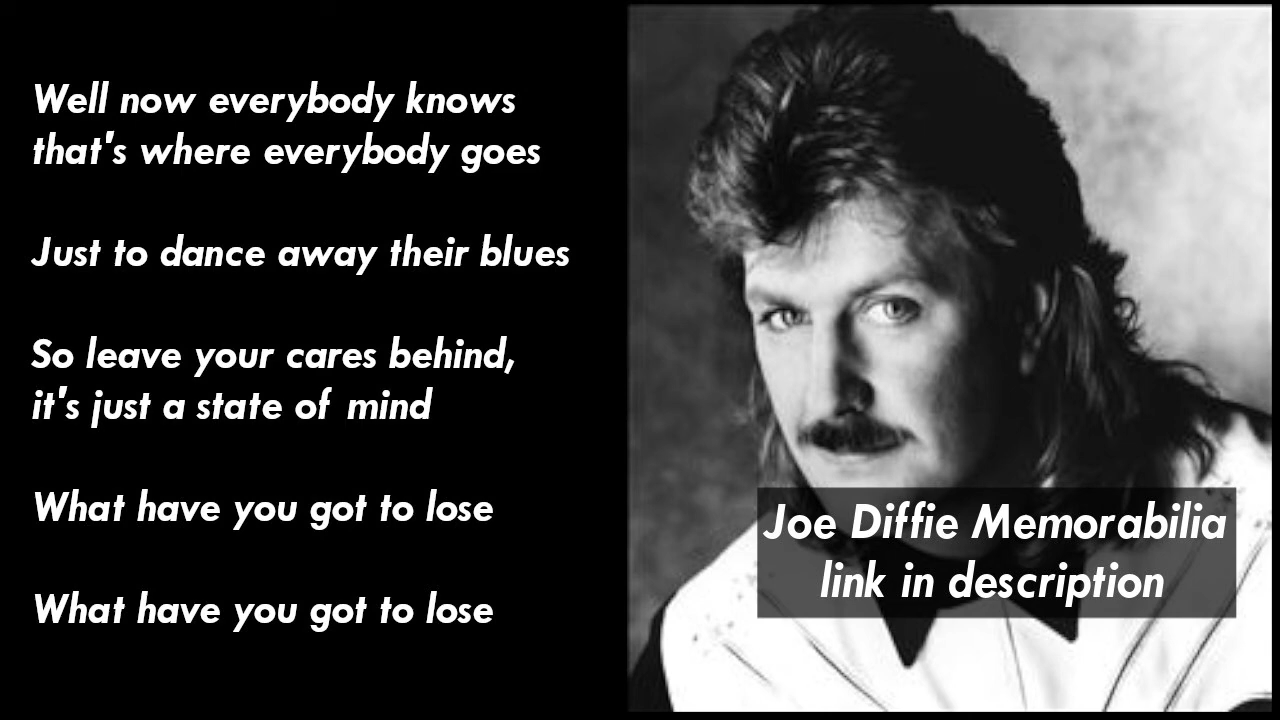 Well now everybody knows
that's where everybody goes
Just to dance away their blues
So leave your cares behind,
it's just a state of mind
What have you got to lose
What have you got to lose
Joe Diffie Memorabilia
link in description